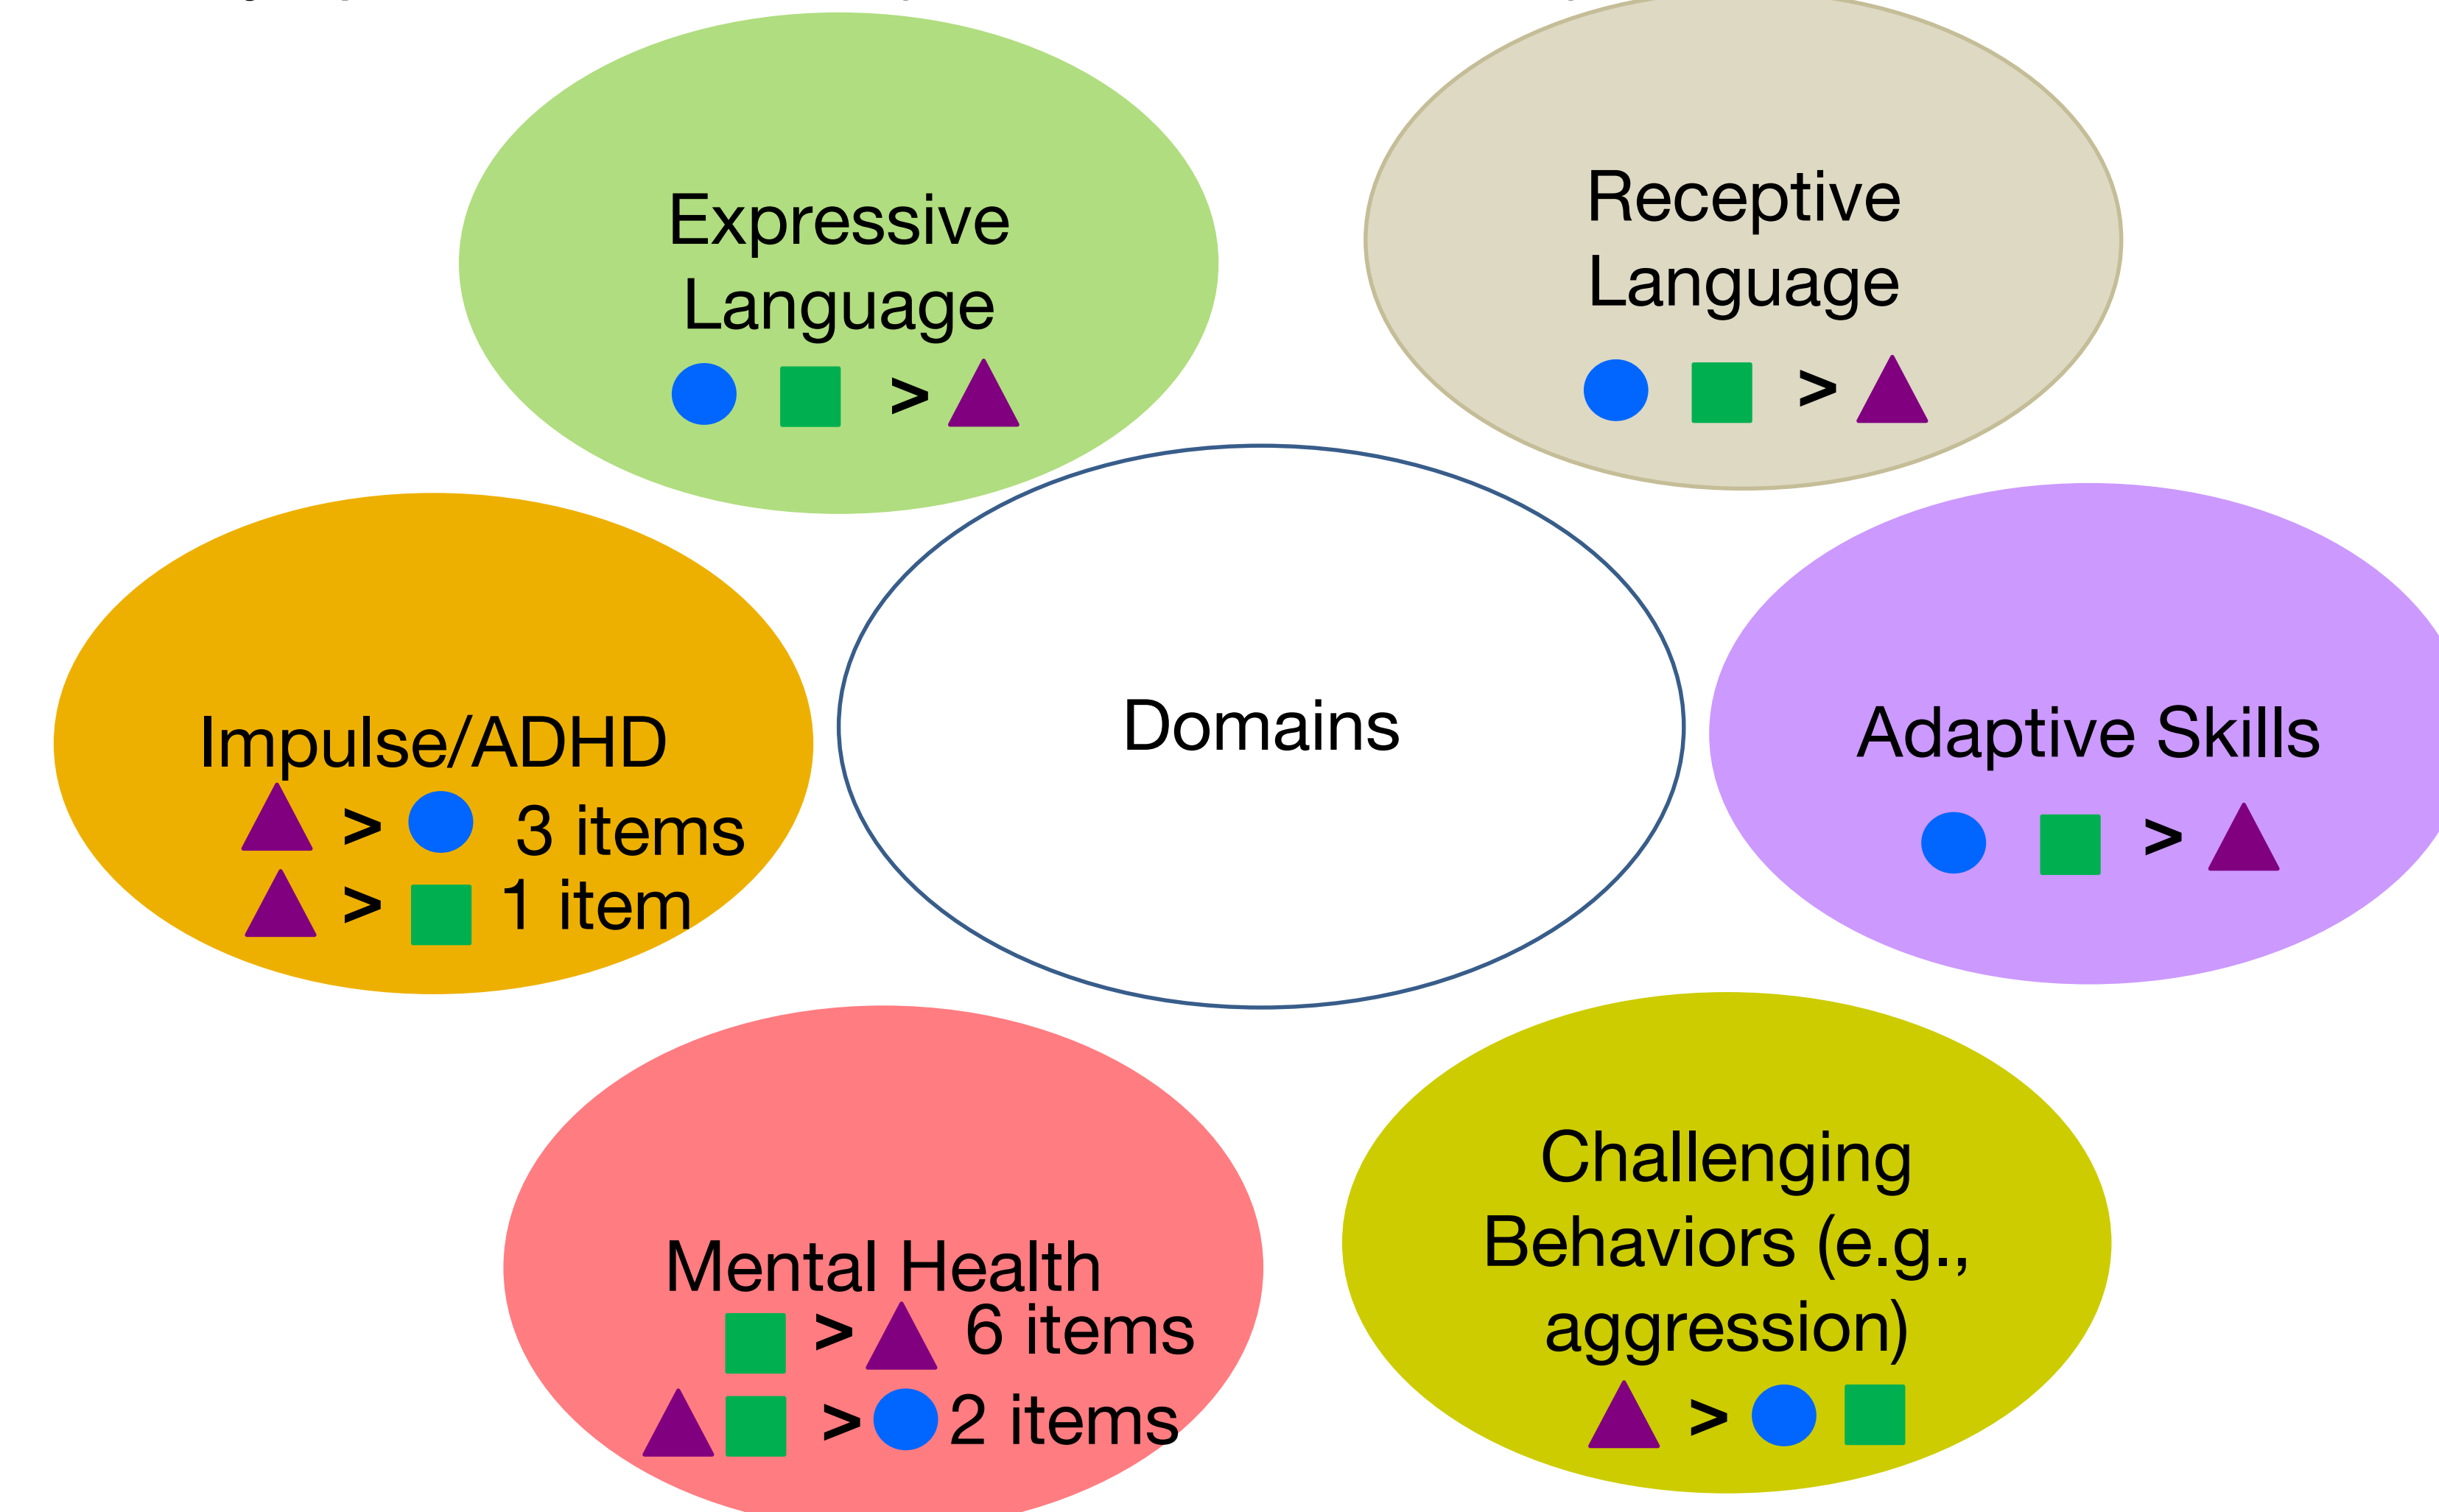 Expressive
Language
>
Receptive
Language
>
Impulse/ADHD
> 3 items
> 1 item
Domains
Adaptive Skills
>
Mental Health
> 6 items
> 2 items
Challenging
Behaviors (e.g.,
aggression)
>